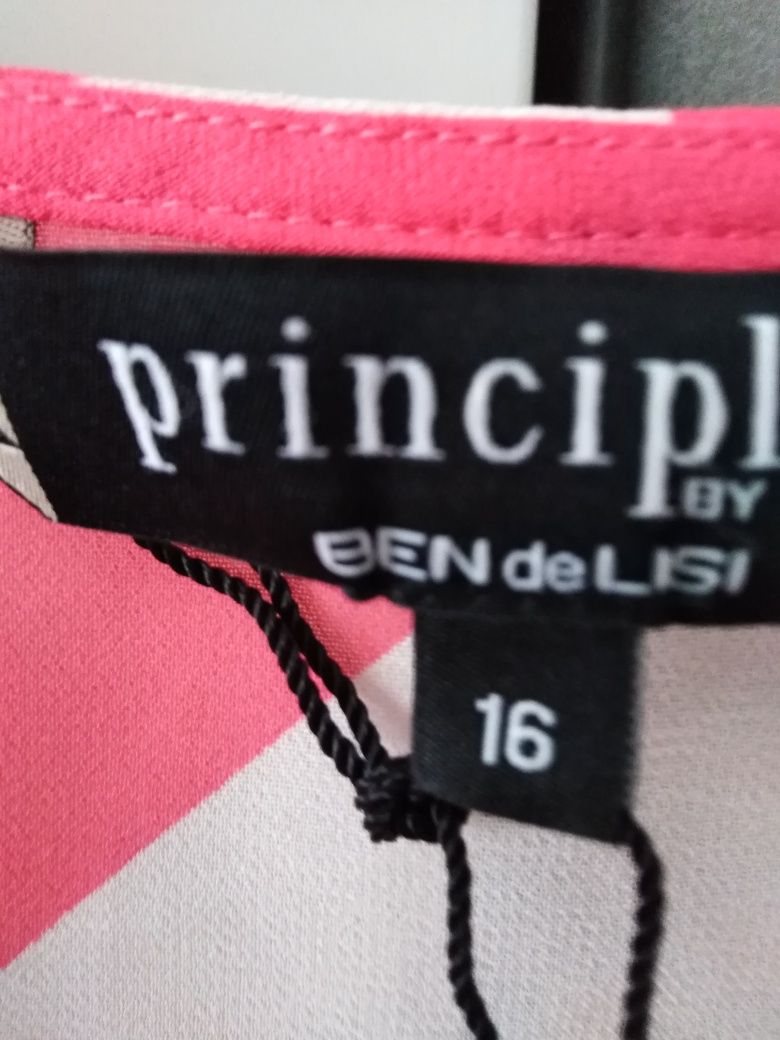 principl
BY
BEN de LISI
16